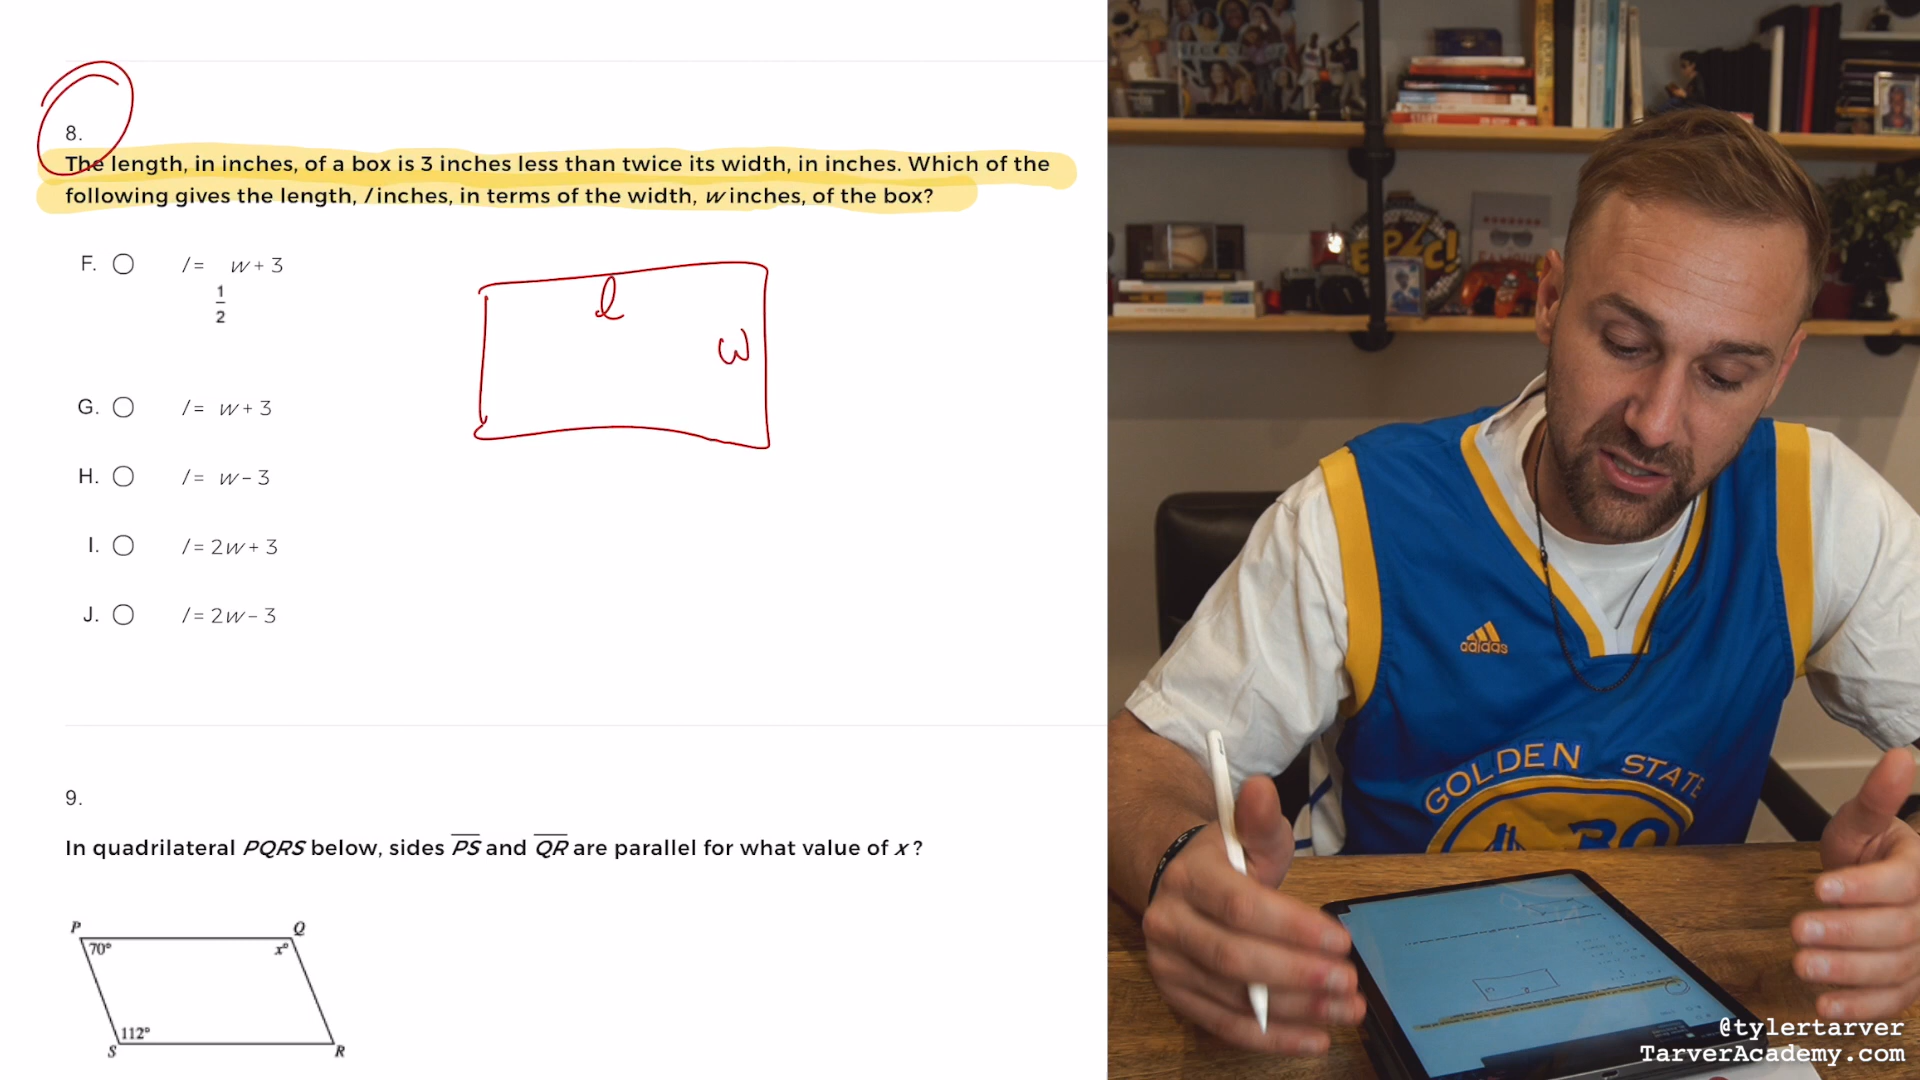 8.
The length, in inches, of a box is 3 inches less than twice its width, in inches. Which of the
following gives the length, l inches, in terms of the width, w inches, of the box?
F. l = w + 3
1
2
l
w
G. l = w + 3
H. l = w – 3
I. l = 2w + 3
J. l = 2w – 3
9.
In quadrilateral PQRS below, sides PS and QR are parallel for what value of x ?
P Q
70° x°
112°
S R
EPIC!
adidas
GOLDEN STATE
30
@tylertarver
TarverAcademy.com